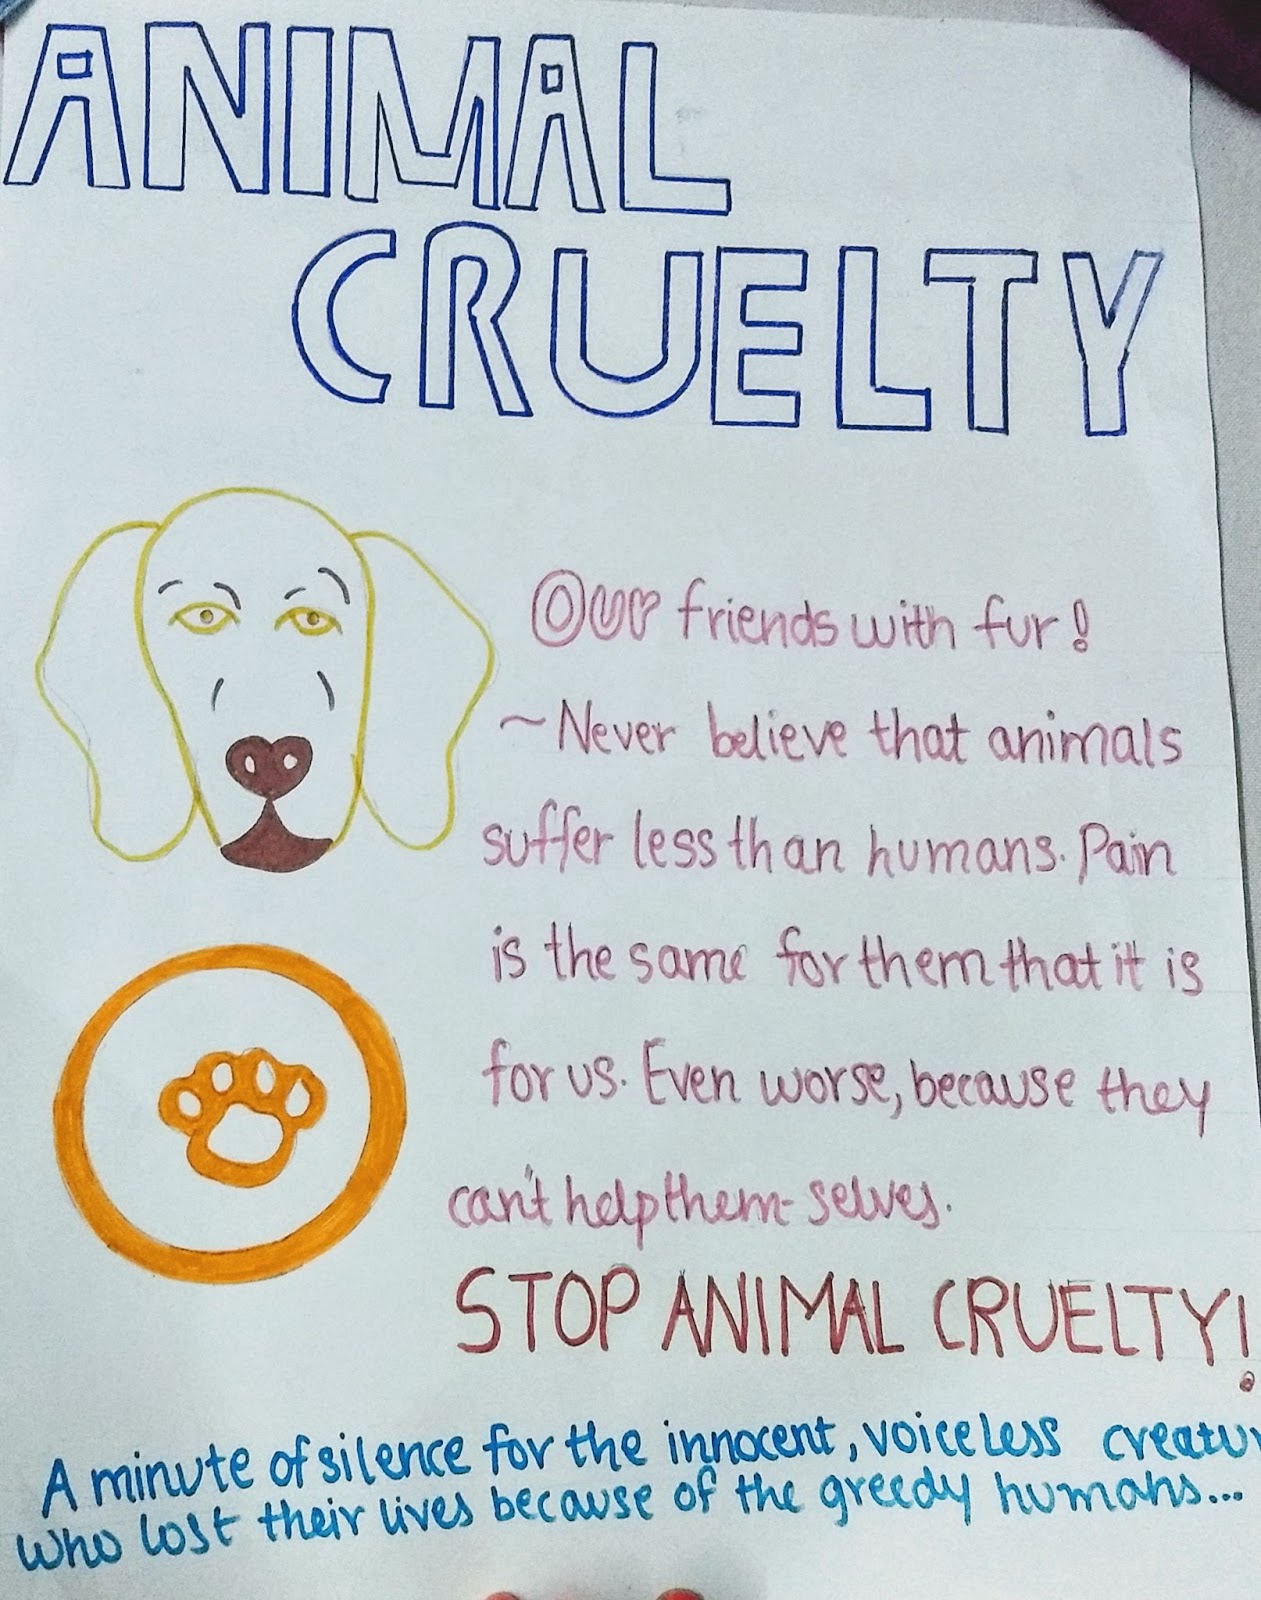 ANIMAL
CRUELTY
Our friends with fur!
~Never believe that animals
suffer less than humans. Pain
is the same for them that it is
for us. Even worse, because they
can't help them-selves.
STOP ANIMAL CRUELTY!
A minute of silence for the innocent, voiceless creatu
who lost their lives because of the greedy humans...